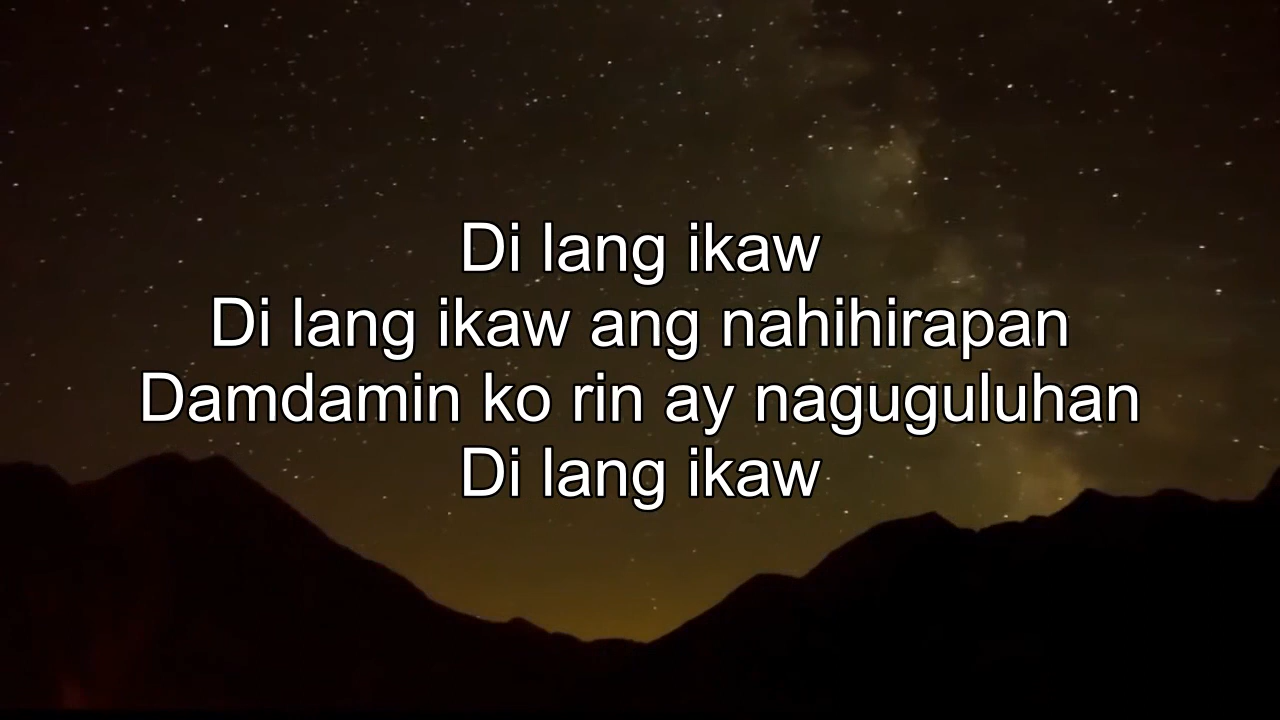 Di lang ikaw
Di lang ikaw ang nahihirapan
Damdamin ko rin ay naguguluhan
Di lang ikaw